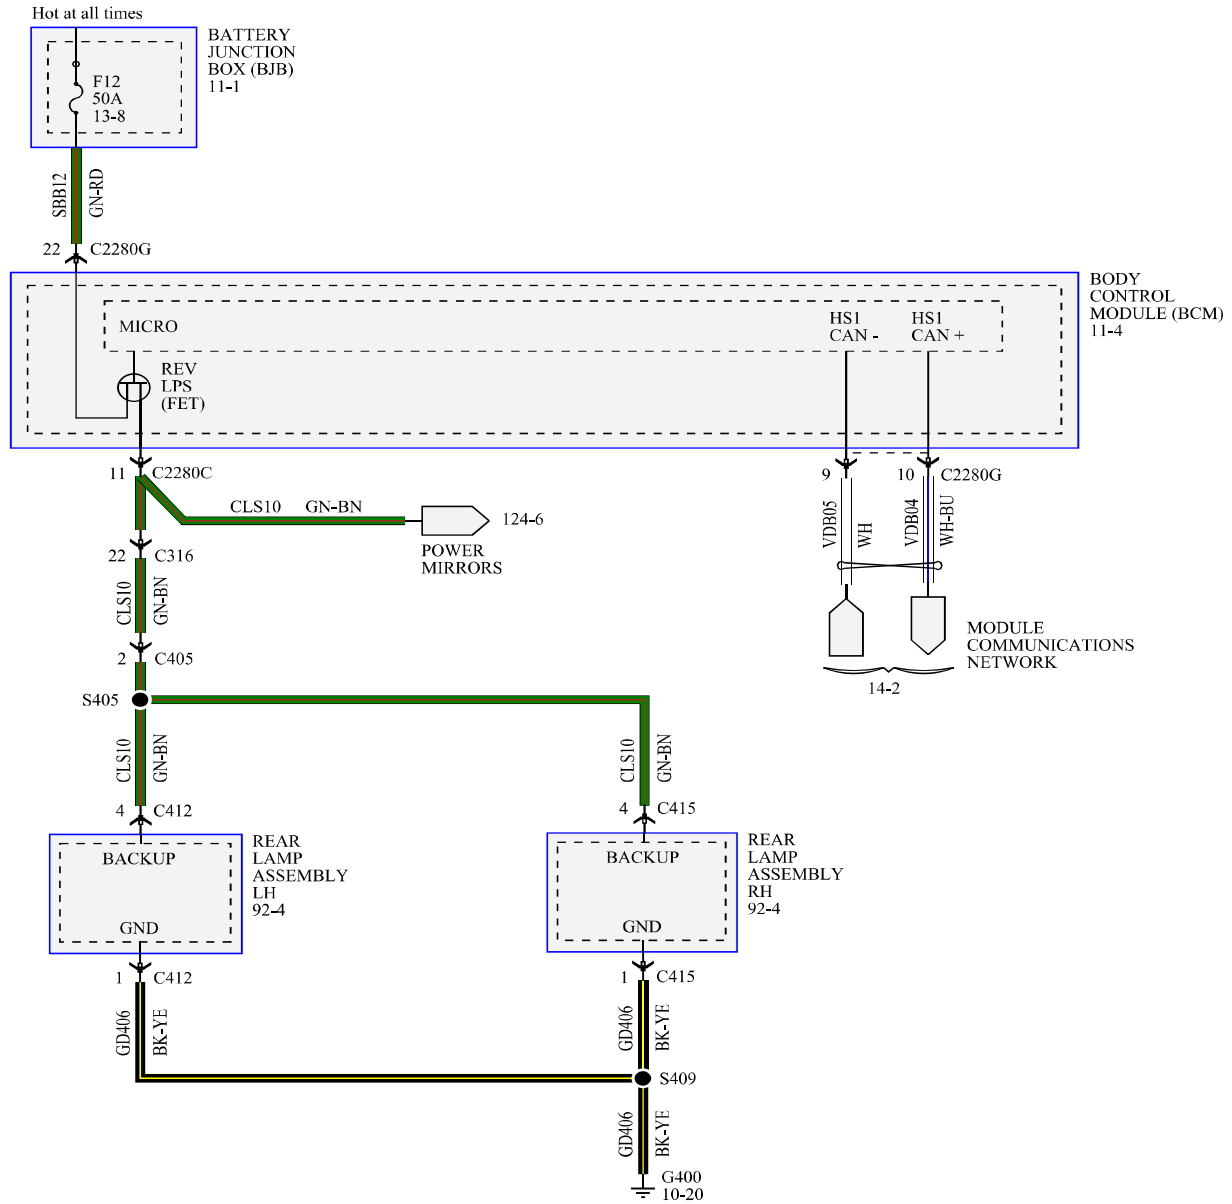 Hot at all times
BATTERY
JUNCTION
BOX (BJB)
11-1
F12
50A
13-8
SBB12
GN-RD
22
C2280G
BODY
CONTROL
MODULE (BCM)
11-4
MICRO
HS1
CAN -
HS1
CAN +
REV
LPS
(FET)
11
C2280C
9
10
C2280G
CLS10
GN-BN
124-6
POWER
MIRRORS
VDB05
WH
VDB04
WH-BU
22
C316
CLS10
GN-BN
MODULE
COMMUNICATIONS
NETWORK
14-2
2
C405
S405
CLS10
GN-BN
CLS10
GN-BN
4
C412
4
C415
BACKUP
GND
REAR
LAMP
ASSEMBLY
LH
92-4
BACKUP
GND
REAR
LAMP
ASSEMBLY
RH
92-4
1
C412
1
C415
GD406
BK-YE
GD406
BK-YE
S409
GD406
BK-YE
G400
10-20